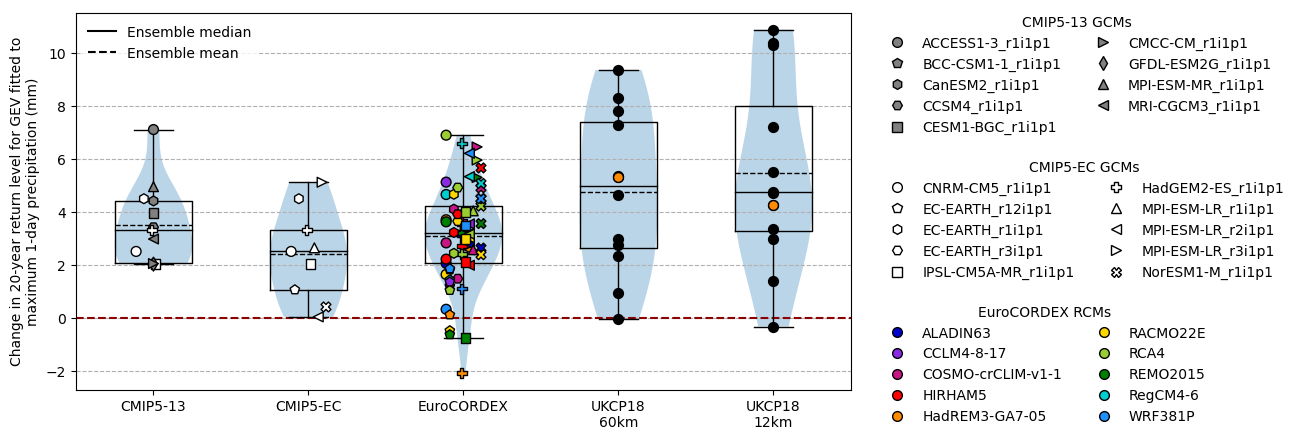 Change in 20-year return level for GEV fitted to
maximum 1-day precipitation (mm)
10
8
6
4
2
0
−2
Ensemble median
Ensemble mean
CMIP5-13
CMIP5-EC
EuroCORDEX
UKCP18
60km
UKCP18
12km
CMIP5-13 GCMs
ACCESS1-3_r1i1p1
BCC-CSM1-1_r1i1p1
CanESM2_r1i1p1
CCSM4_r1i1p1
CESM1-BGC_r1i1p1
CMCC-CM_r1i1p1
GFDL-ESM2G_r1i1p1
MPI-ESM-MR_r1i1p1
MRI-CGCM3_r1i1p1
CMIP5-EC GCMs
CNRM-CM5_r1i1p1
EC-EARTH_r12i1p1
EC-EARTH_r1i1p1
EC-EARTH_r3i1p1
IPSL-CM5A-MR_r1i1p1
HadGEM2-ES_r1i1p1
MPI-ESM-LR_r1i1p1
MPI-ESM-LR_r2i1p1
MPI-ESM-LR_r3i1p1
NorESM1-M_r1i1p1
EuroCORDEX RCMs
ALADIN63
CCLM4-8-17
COSMO-crCLIM-v1-1
HIRHAM5
HadREM3-GA7-05
RACMO22E
RCA4
REMO2015
RegCM4-6
WRF381P